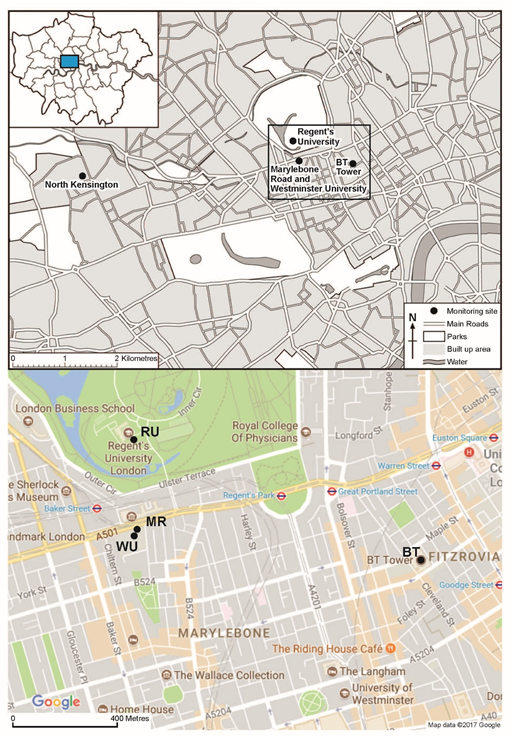 Regent's
University
BT
Tower
Marylebone
Road and
Westminster University
North Kensington
N
Monitoring site
Main Roads
Parks
Built up area
Water
0 1 2 Kilometres
London Business School
RU
Regent's
University
London
Inner Cir
Outer Cir
Ulster Terrace
Royal College
Of Physicians
Stanhope
Longford St
Euston St
Euston Square
Warren Street
Regent's Park
Great Portland Street
e Sherlock
s Museum
Baker Street
ndmark London
A501
MR
WU
Chiltern St
Harley St
Bolsover St
Maple St
BT
BT Tower
FITZROVIA
Goodge Street
Cleveland St
Foley St
York St
Gloucester Pl
Baker St
B524
B524
A4201
MARYLEBONE
The Riding House Café
A5204
The Wallace Collection
The Langham
University of
Westminster
Home House
A5204
A40
Google
0 400 Metres
Map data ©2017 Google